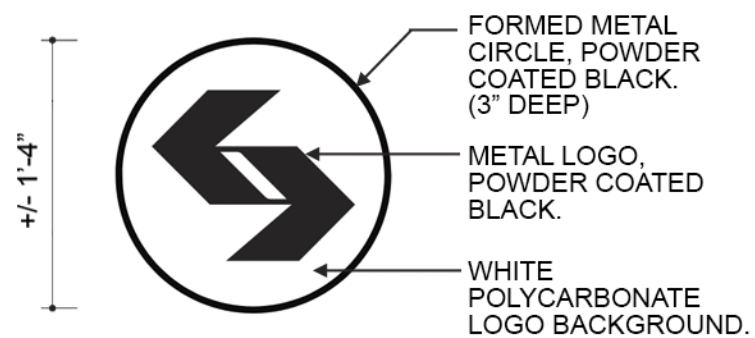 FORMED METAL
CIRCLE, POWDER
COATED BLACK.
(3" DEEP)
+/- 1'-4"
METAL LOGO,
POWDER COATED
BLACK.
WHITE
POLYCARBONATE
LOGO BACKGROUND.